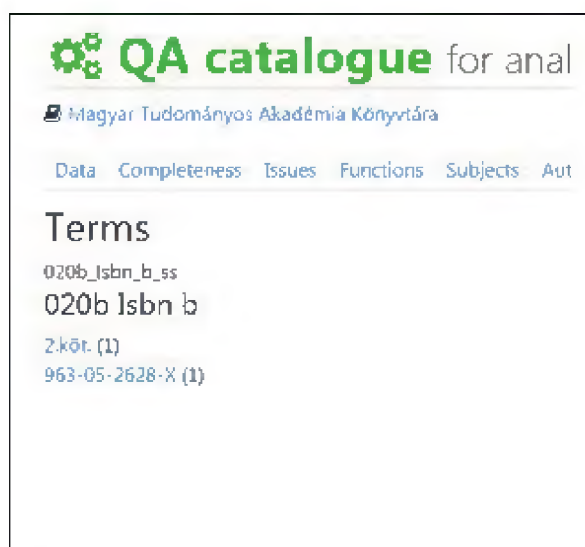 QA catalogue for anal
Magyar Tudományos Akadémia Könyvtára
Data Completeness Issues Functions Subjects Aut
Terms
020b_Isbn_b_ss
020b Isbn b
2.köt. (1)
963-05-2628-X (1)